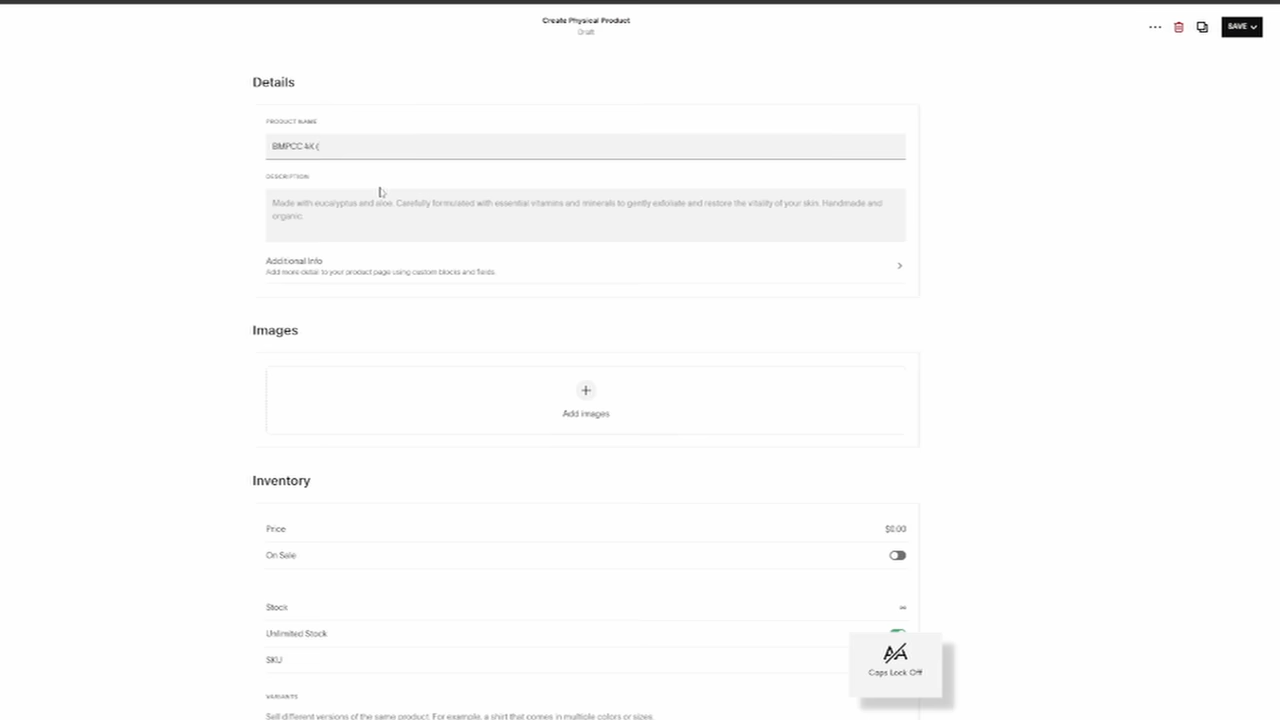 Create Physical Product
Draft
SAVE
Details
PRODUCT NAME
BMPCC 4K (
DESCRIPTION
Made with eucalyptus and aloe. Carefully formulated with essential vitamins and minerals to gently exfoliate and restore the vitality of your skin. Handmade and
organic.
Additional Info
Add more detail to your product page using custom blocks and fields.
Images
+
Add images
Inventory
Price $0.00
On Sale
Stock ∞
Unlimited Stock
SKU
Caps Lock Off
VARIANTS
Sell different versions of the same product. For example, a shirt that comes in multiple colors or sizes.